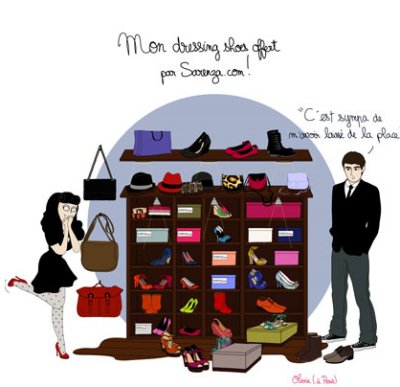 Mon dressing shoes offert
par Sarenza.com!
"C'est sympa de
m'avoir laissé de la place